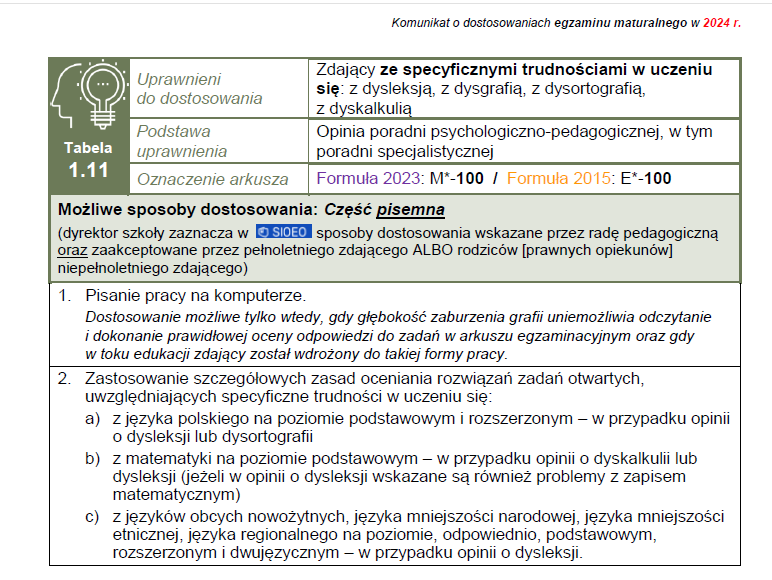 Komunikat o dostosowaniach egzaminu maturalnego w 2024 r.
Tabela
1.11
Uprawnieni
do dostosowania
Zdający ze specyficznymi trudnościami w uczeniu
się: z dysleksją, z dysgrafią, z dysortografią,
z dyskalkulią
Podstawa
uprawnienia
Opinia poradni psychologiczno-pedagogicznej, w tym
poradni specjalistycznej
Oznaczenie arkusza
Formuła 2023: M*-100 / Formuła 2015: E*-100
Możliwe sposoby dostosowania: Część pisemna
(dyrektor szkoły zaznacza w SIOEO sposoby dostosowania wskazane przez radę pedagogiczną
oraz zaakceptowane przez pełnoletniego zdającego ALBO rodziców [prawnych opiekunów]
niepełnoletniego zdającego)
1. Pisanie pracy na komputerze.
Dostosowanie możliwe tylko wtedy, gdy głębokość zaburzenia grafii uniemożliwia odczytanie
i dokonanie prawidłowej oceny odpowiedzi do zadań w arkuszu egzaminacyjnym oraz gdy
w toku edukacji zdający został wdrożony do takiej formy pracy.
2. Zastosowanie szczegółowych zasad oceniania rozwiązań zadań otwartych,
uwzględniających specyficzne trudności w uczeniu się:
a) z języka polskiego na poziomie podstawowym i rozszerzonym – w przypadku opinii
o dysleksji lub dysortografii
b) z matematyki na poziomie podstawowym – w przypadku opinii o dyskalkulii lub
dysleksji (jeżeli w opinii o dysleksji wskazane są również problemy z zapisem
matematycznym)
c) z języków obcych nowożytnych, języka mniejszości narodowej, języka mniejszości
etnicznej, języka regionalnego na poziomie, odpowiednio, podstawowym,
rozszerzonym i dwujęzycznym – w przypadku opinii o dysleksji.